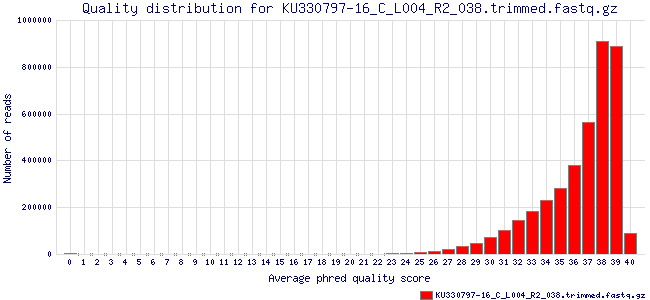 Quality distribution for KU330797-16_C_L004_R2_038.trimmed.fastq.gz
Number of reads
1000000
800000
600000
400000
200000
0
0 1 2 3 4 5 6 7 8 9 10 11 12 13 14 15 16 17 18 19 20 21 22 23 24 25 26 27 28 29 30 31 32 33 34 35 36 37 38 39 40
Average phred quality score
KU330797-16_C_L004_R2_038.trimmed.fastq.gz